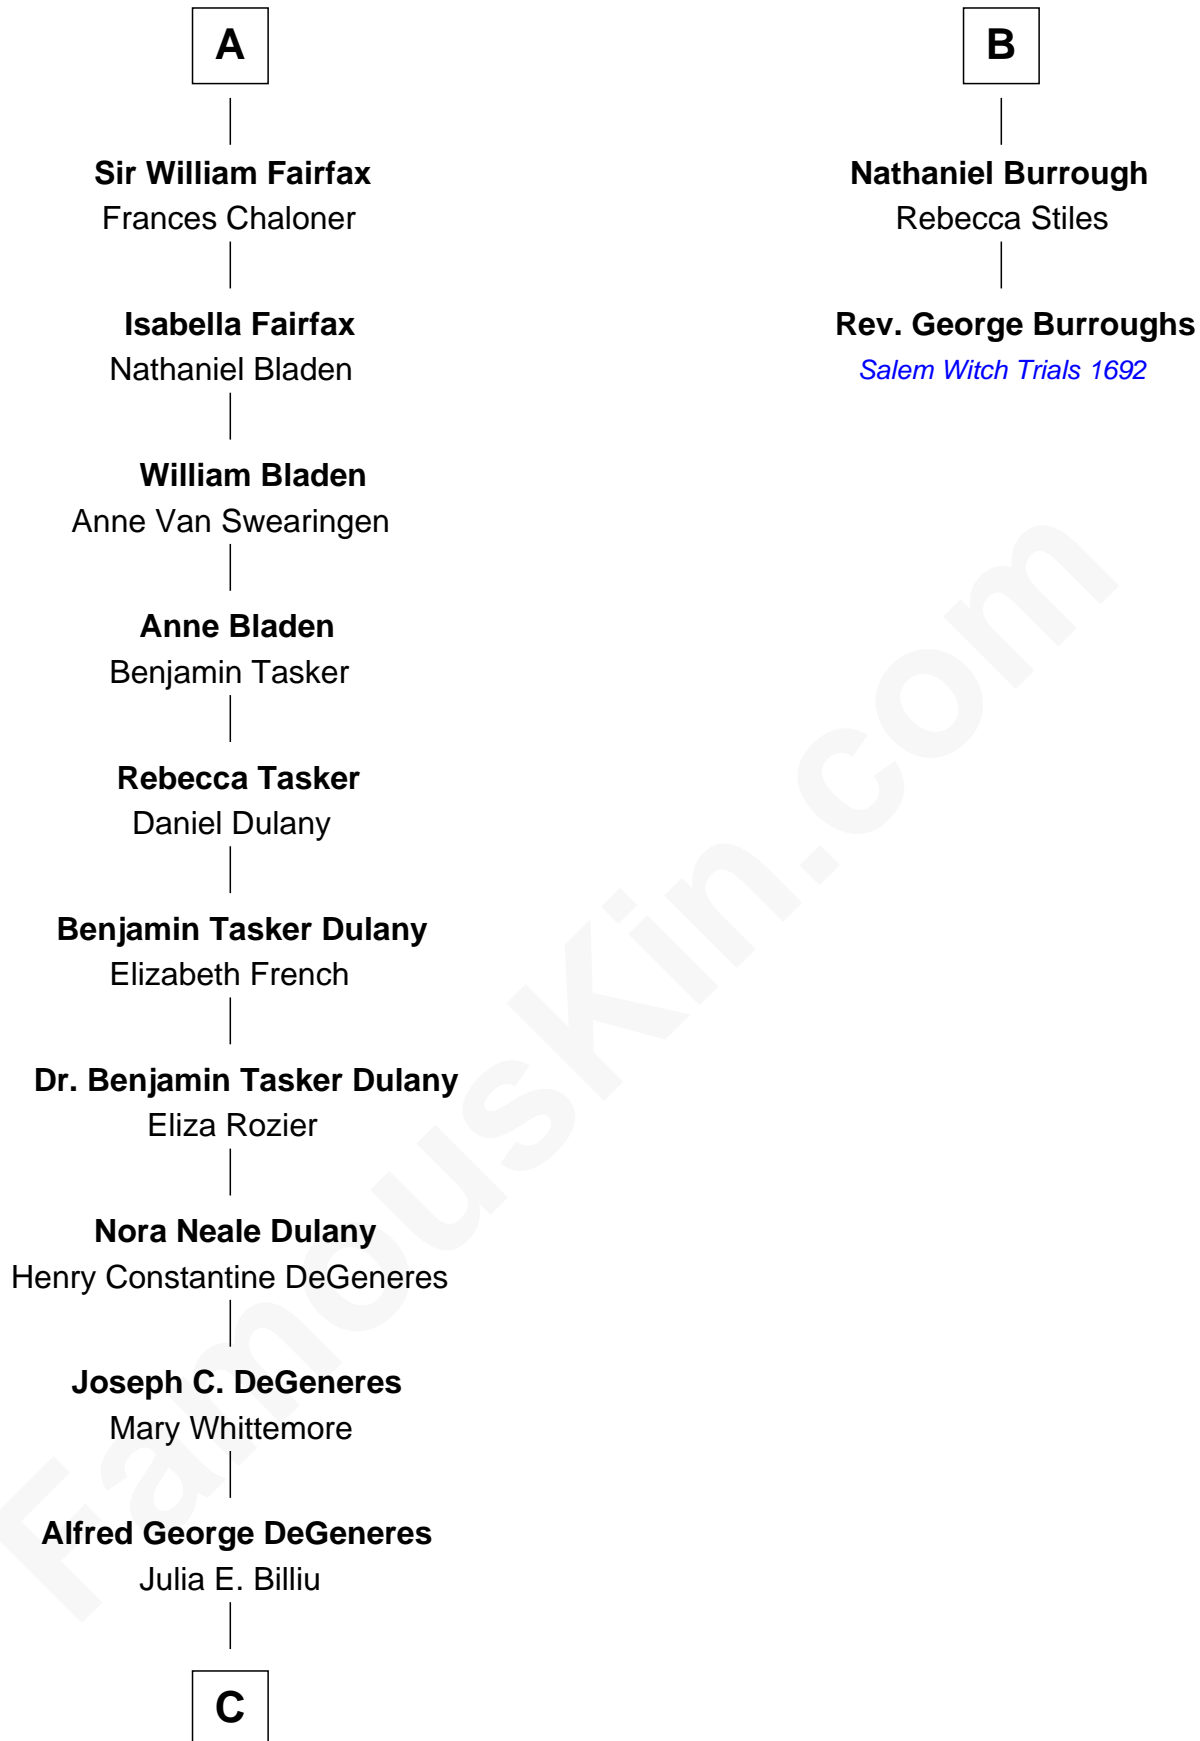 A
Sir William Fairfax
Frances Chaloner
Isabella Fairfax
Nathaniel Bladen
William Bladen
Anne Van Swearingen
Anne Bladen
Benjamin Tasker
Rebecca Tasker
Daniel Dulany
Benjamin Tasker Dulany
Elizabeth French
Dr. Benjamin Tasker Dulany
Eliza Rozier
Nora Neale Dulany
Henry Constantine DeGeneres
Joseph C. DeGeneres
Mary Whittemore
Alfred George DeGeneres
Julia E. Billiu
C
B
Nathaniel Burrough
Rebecca Stiles
Rev. George Burroughs
Salem Witch Trials 1692
FamousKin.com